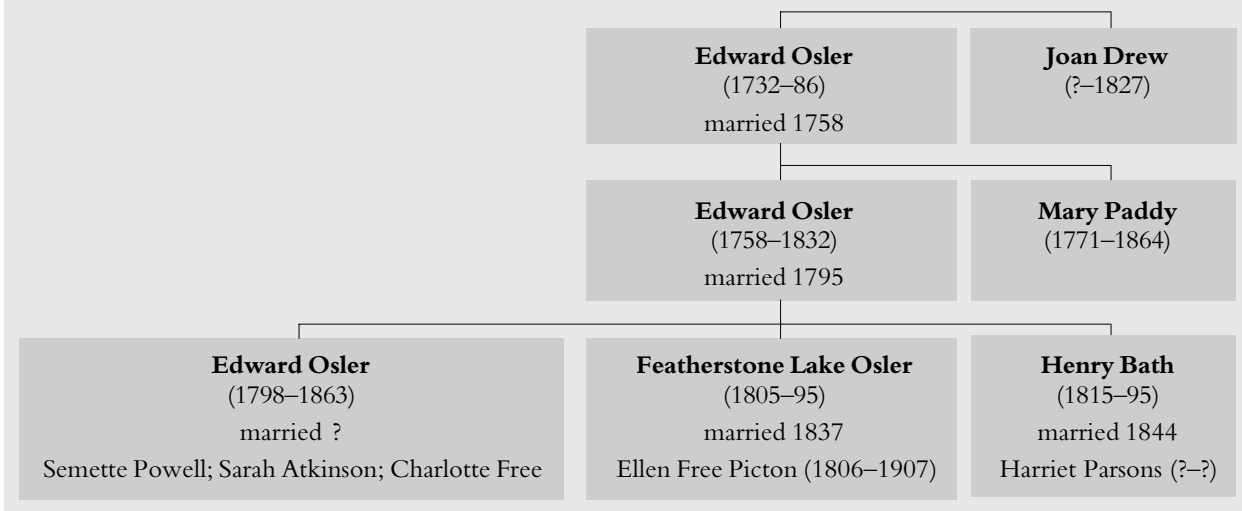 Edward Osler
(1732–86)
married 1758
Joan Drew
(?–1827)
Edward Osler
(1758–1832)
married 1795
Mary Paddy
(1771–1864)
Edward Osler
(1798–1863)
married ?
Semette Powell; Sarah Atkinson; Charlotte Free
Featherstone Lake Osler
(1805–95)
married 1837
Ellen Free Picton (1806–1907)
Henry Bath
(1815–95)
married 1844
Harriet Parsons (?–?)